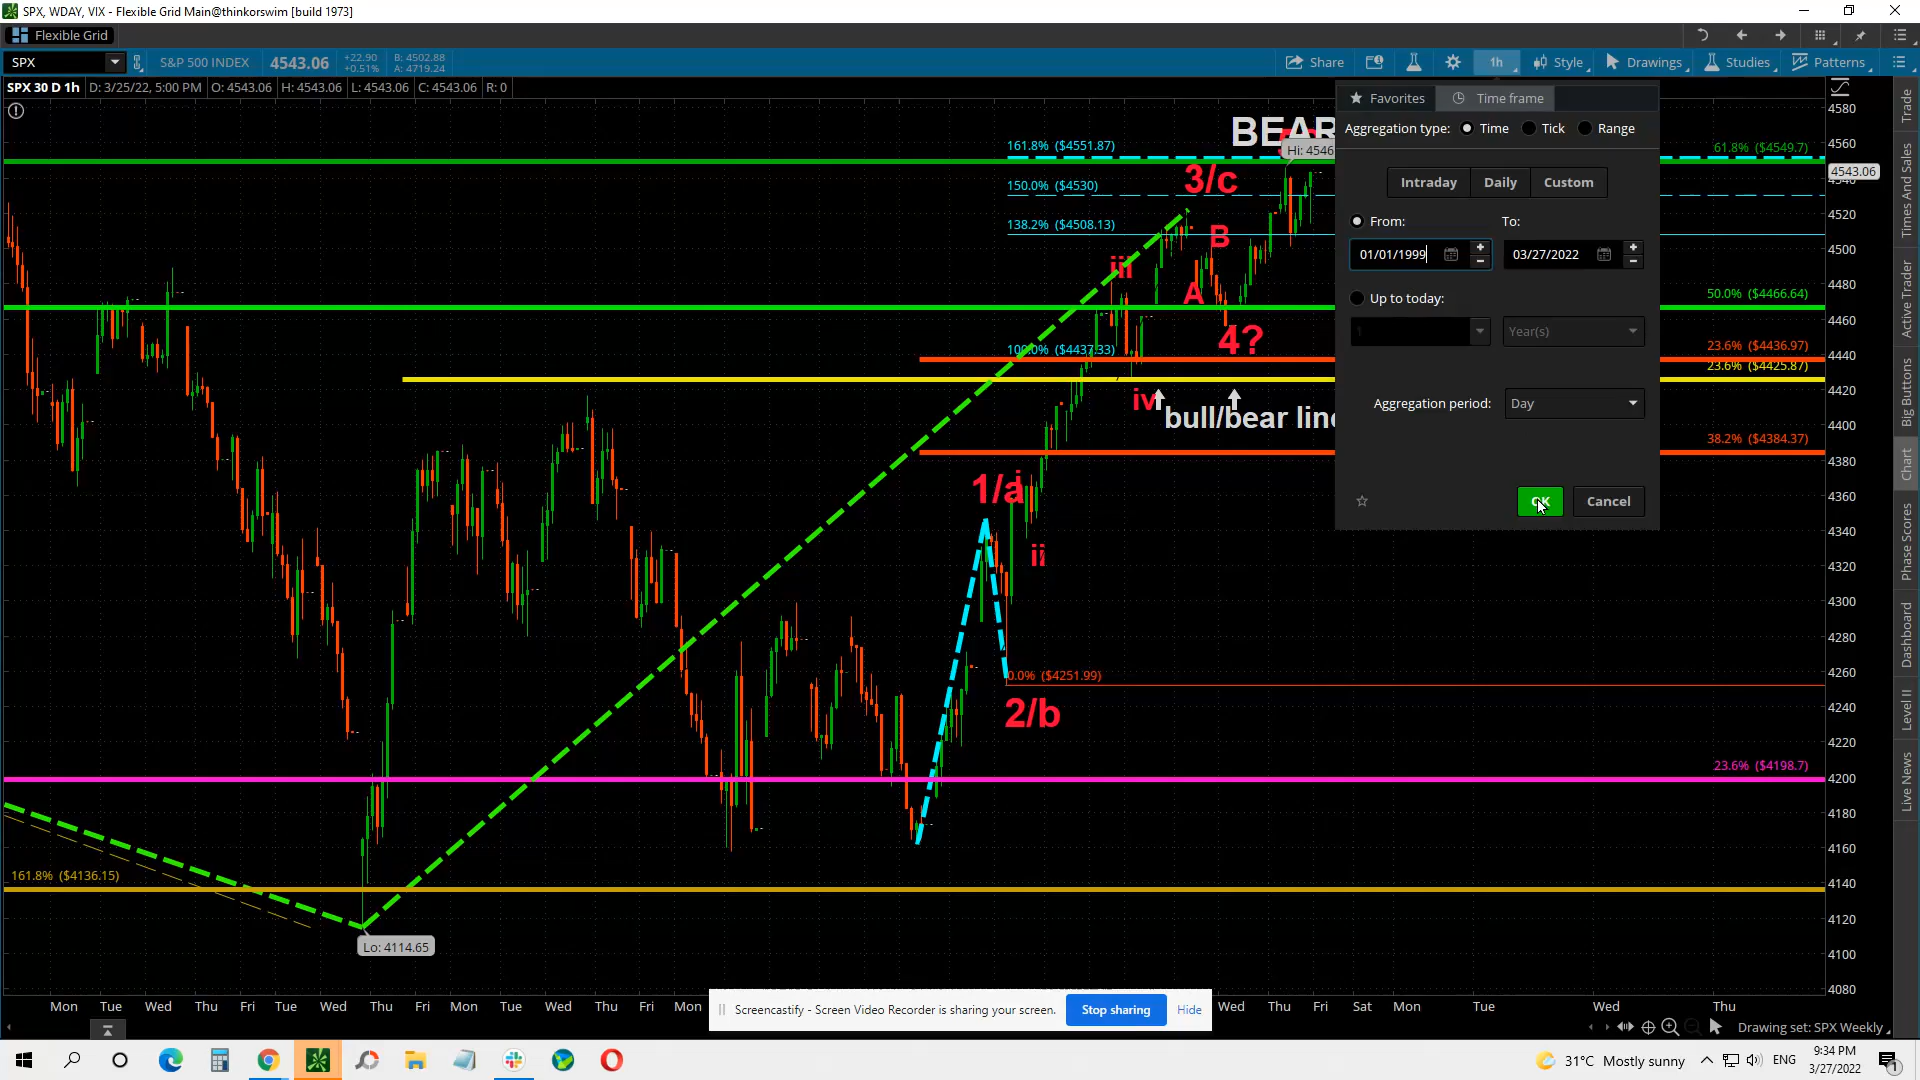 SPX, WDAY, VIX - Flexible Grid Main@thinkorswim [build 1973]
Flexible Grid
SPX
S&P 500 INDEX
4543.06
+22.90
+0.51%
B: 4502.88
A: 4719.24
Share
1h
Style
Drawings
Studies
Patterns
SPX 30 D 1h
D: 3/25/22, 5:00 PM
O: 4543.06
H: 4543.06
L: 4543.06
C: 4543.06
R: 0
Favorites
Time frame
Aggregation type:
Time
Tick
Range
Intraday
Daily
Custom
From:
To:
01/01/1999
03/27/2022
Up to today:
1
Year(s)
Aggregation period:
Day
OK
Cancel
BEAR
Hi: 4546
161.8% ($4551.87)
150.0% ($4530)
138.2% ($4508.13)
100.0% ($4437.33)
0.0% ($4251.99)
161.8% ($4136.15)
61.8% ($4549.7)
50.0% ($4466.64)
23.6% ($4436.97)
23.6% ($4425.87)
38.2% ($4384.37)
23.6% ($4198.7)
3/c
B
iii
A
4?
iv
bull/bear line
1/a
i
ii
2/b
Lo: 4114.65
4580
4560
4543.06
4540
4520
4500
4480
4460
4440
4420
4400
4380
4360
4340
4320
4300
4280
4260
4240
4220
4200
4180
4160
4140
4120
4100
4080
Trade
Times And Sales
Active Trader
Big Buttons
Chart
Phase Scores
Dashboard
Level II
Live News
Mon Tue Wed Thu Fri Tue Wed Thu Fri Mon Tue Wed Thu Fri Mon Wed Thu Fri Sat Mon Tue Wed Thu
Screencastify - Screen Video Recorder is sharing your screen.
Stop sharing
Hide
Drawing set: SPX Weekly
31°C Mostly sunny
ENG
9:34 PM
3/27/2022
1